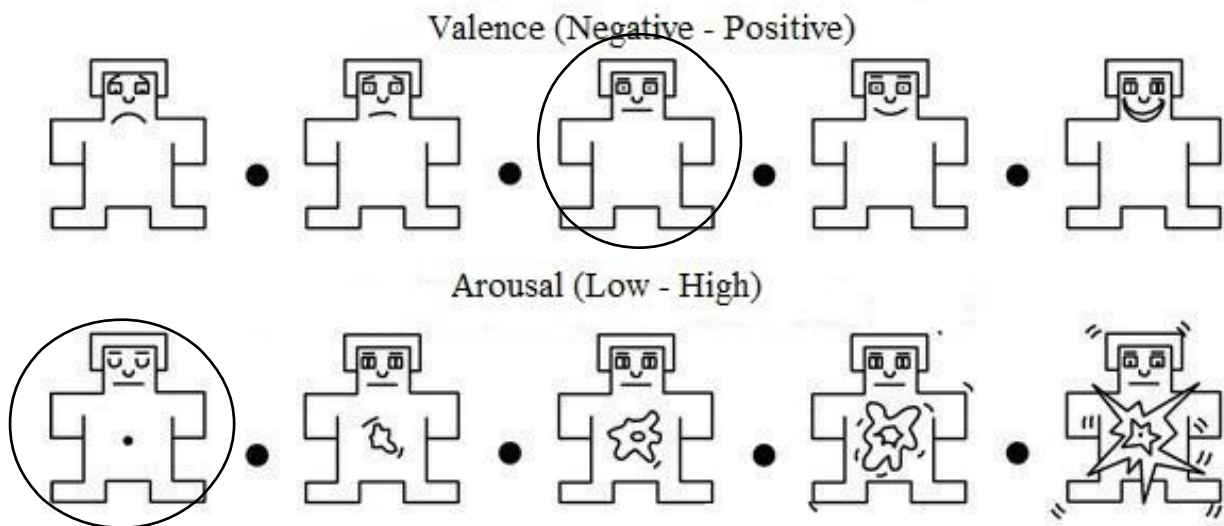 Valence (Negative - Positive)
Arousal (Low - High)